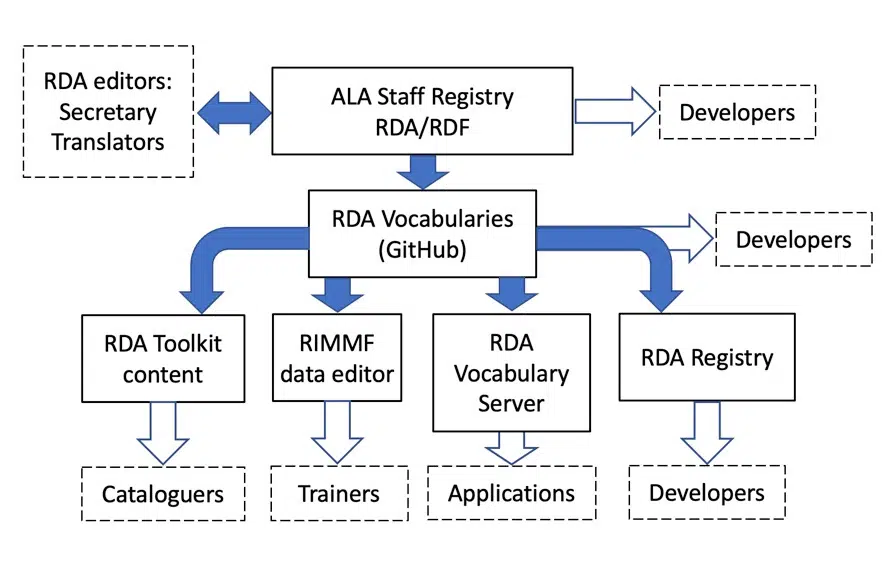 RDA editors:
Secretary
Translators
ALA Staff Registry
RDA/RDF
Developers
RDA Vocabularies
(GitHub)
Developers
RDA Toolkit
content
RIMMF
data editor
RDA
Vocabulary
Server
RDA Registry
Cataloguers
Trainers
Applications
Developers